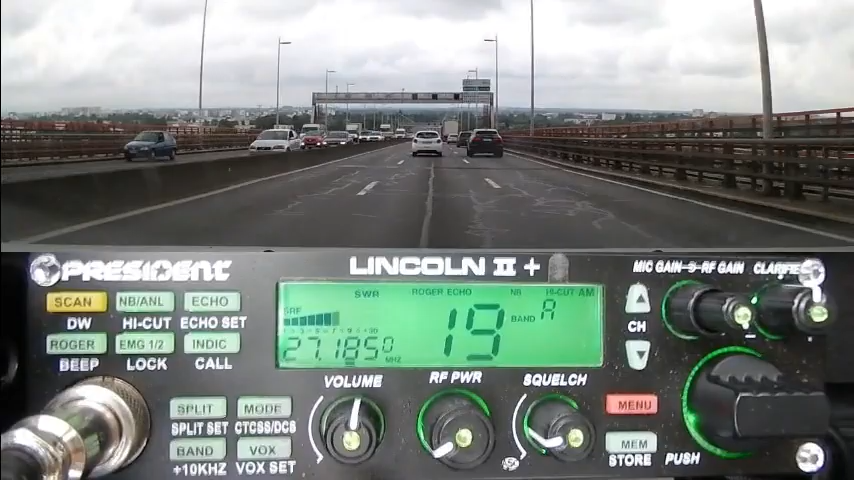 PRESIDENT
LINCOLN II +
MIC GAIN RF GAIN CLARIFIER
SCAN NB/ANL ECHO
DW HI-CUT ECHO SET
ROGER EMG 1/2 INDIC
BEEP LOCK CALL
SWR ROGER ECHO NB HI-CUT AM
SRF
27.1850 MHZ 19 BAND A
CH
VOLUME RF PWR SQUELCH
SPLIT MODE
SPLIT SET CTCSS/DCS
BAND VOX
+10KHZ VOX SET
MENU
MEM
STORE PUSH